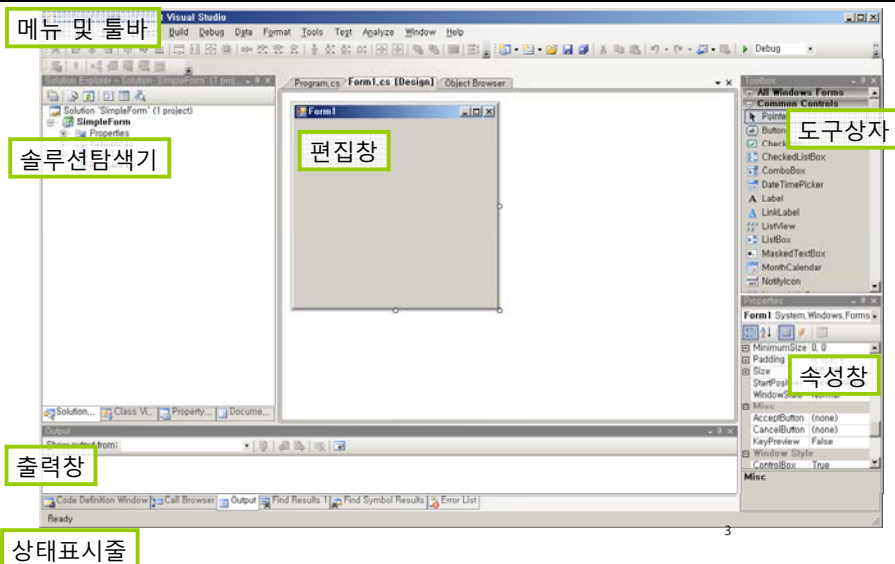 메뉴 및 툴바
Visual Studio
Build Debug Data Format Tools Test Analyze Window Help
Debug
Solution Explorer - Solution 'SimpleForm' (1 proj...
Program.cs Form1.cs [Design] Object Browser
Toolbox
Solution 'SimpleForm' (1 project)
SimpleForm
Properties
솔루션탐색기
Form1
편집창
All Windows Forms
Common Controls
Pointer
Button
도구상자
CheckedListBox
ComboBox
DateTimePicker
Label
LinkLabel
ListView
ListBox
MaskedTextBox
MonthCalendar
NotifyIcon
Properties
Form1 System.Windows.Forms
MinimumSize 0, 0
Padding
Size
속성창
WindowState Normal
Misc
AcceptButton (none)
CancelButton (none)
KeyPreview False
Window Style
ControlBox True
Misc
Solution... Class Vi... Property... Docume...
Output
Show output from:
출력창
Code Definition Window Call Browser Output Find Results 1 Find Symbol Results Error List
Ready
3
상태표시줄